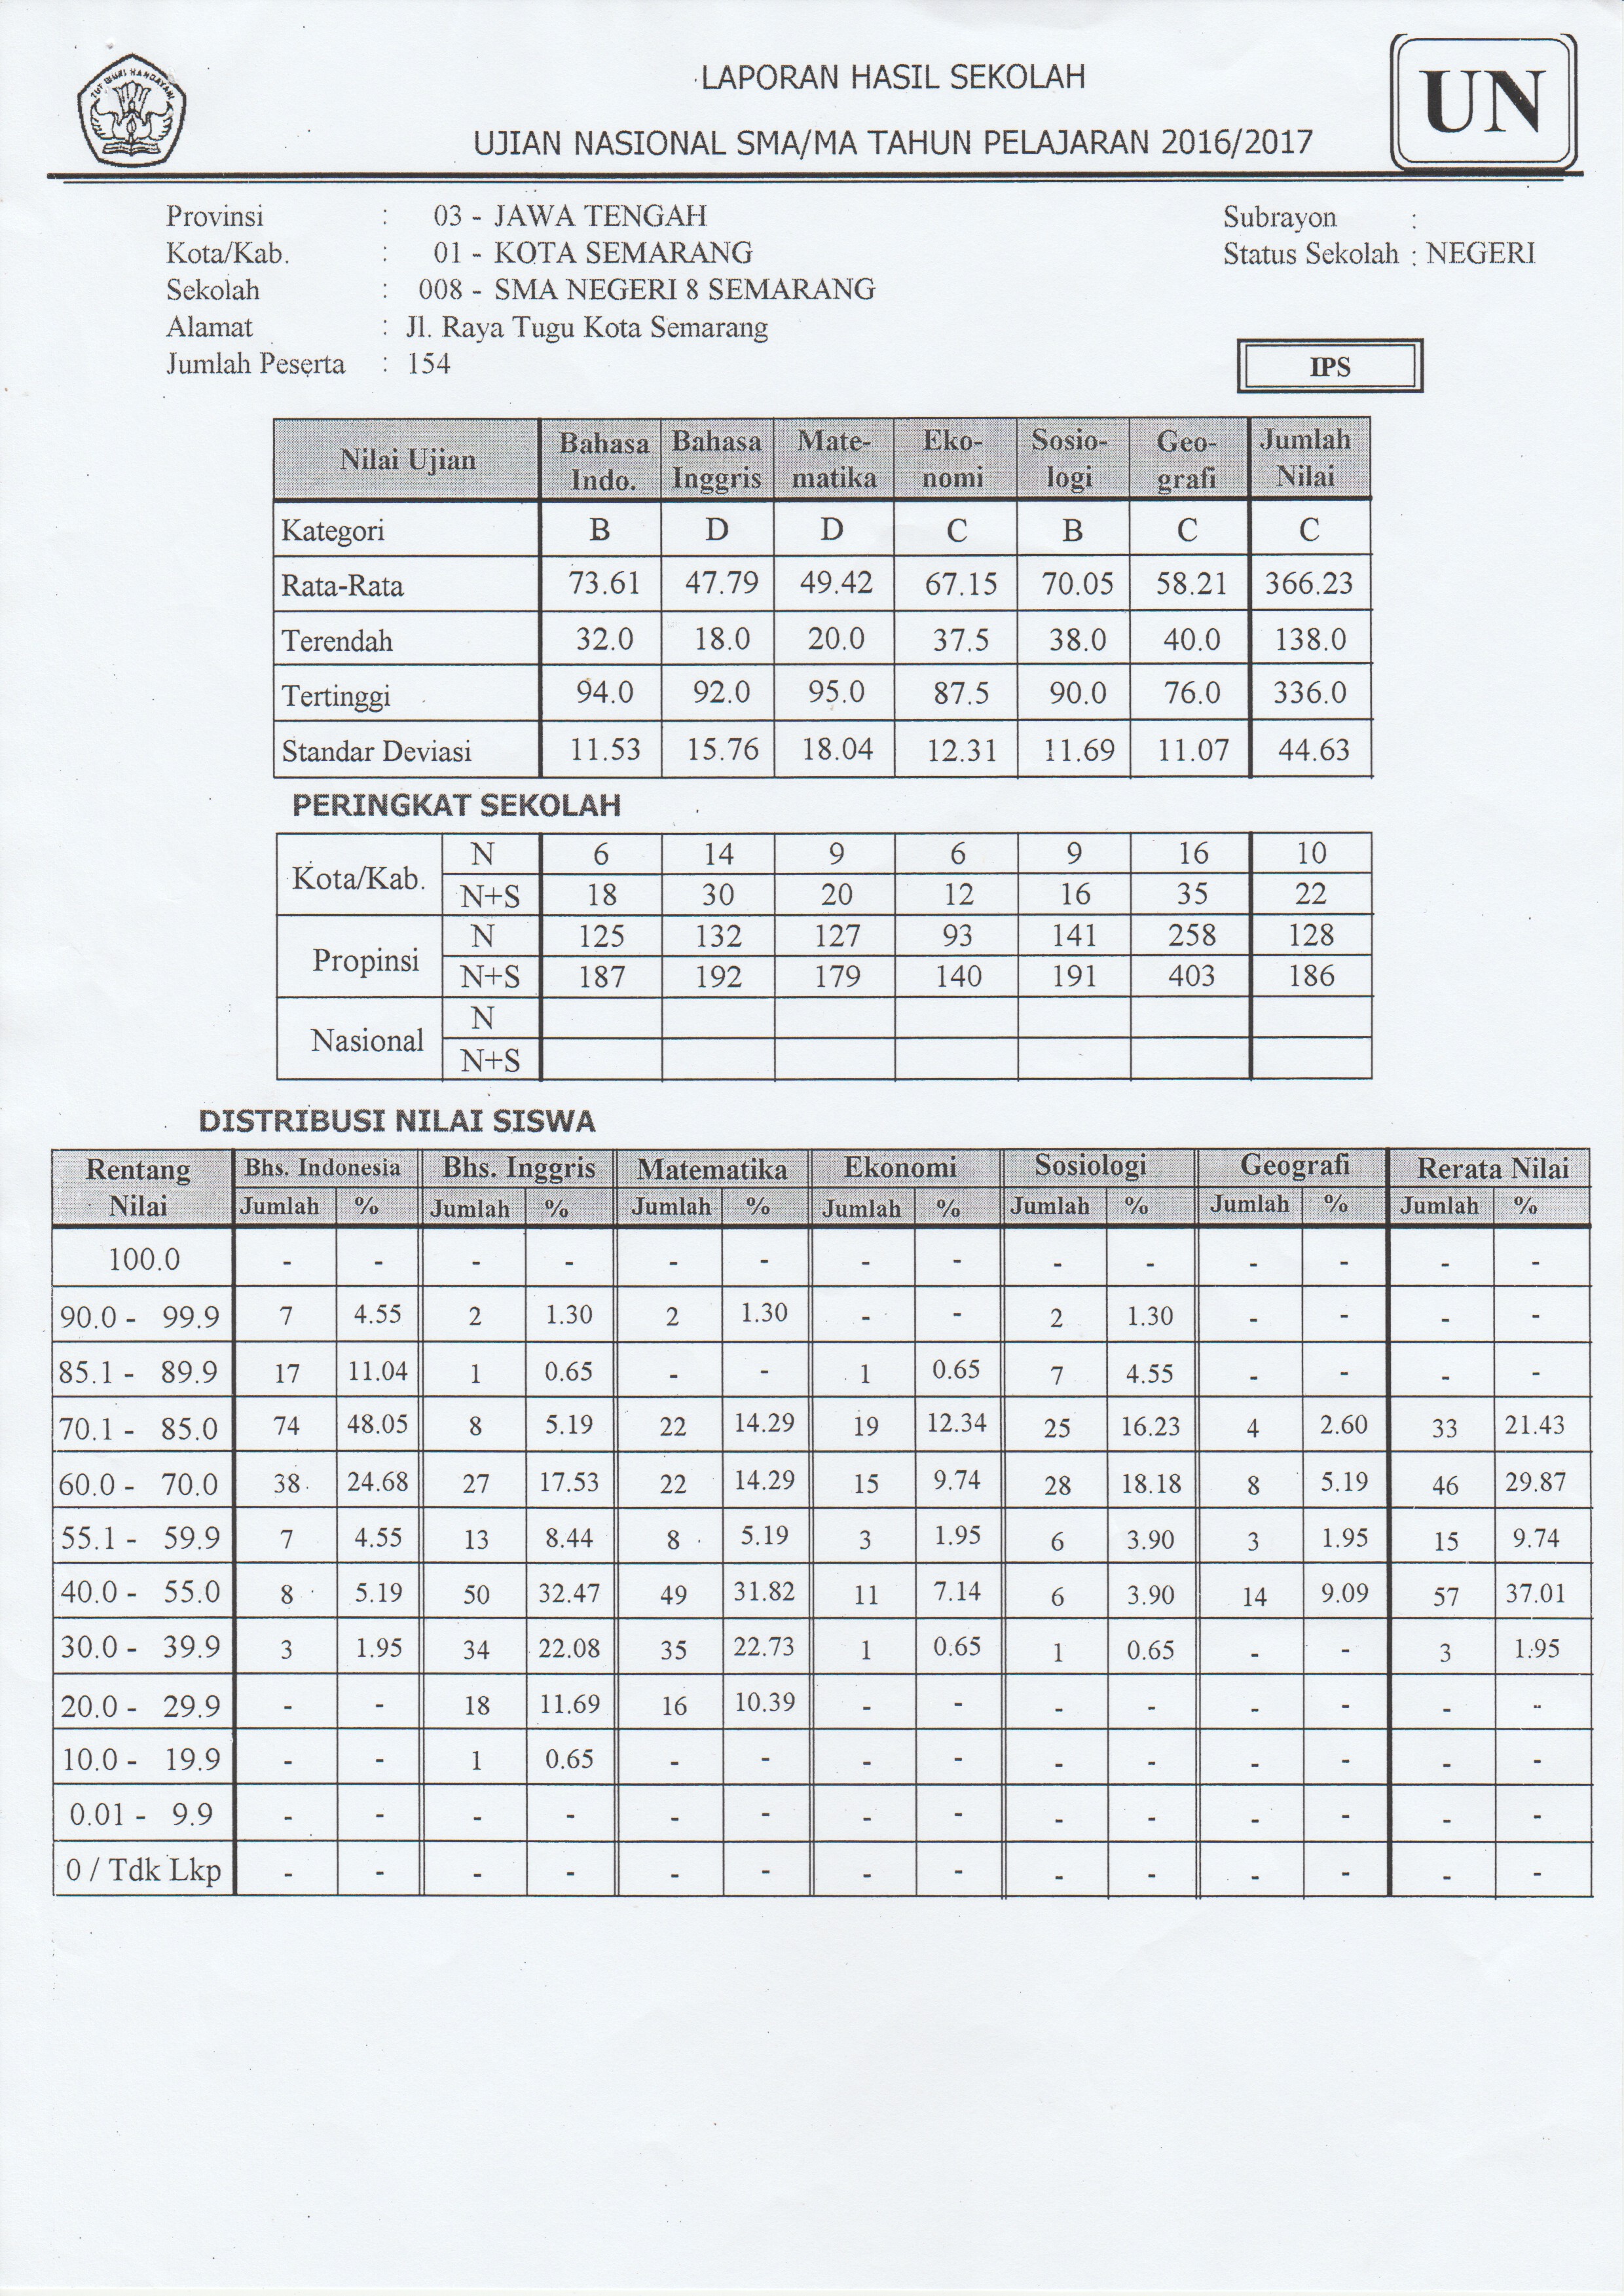 TUT WURI HANDAYANI
LAPORAN HASIL SEKOLAH
UJIAN NASIONAL SMA/MA TAHUN PELAJARAN 2016/2017
UN
Provinsi : 03 - JAWA TENGAH Subrayon :
Kota/Kab. : 01 - KOTA SEMARANG Status Sekolah : NEGERI
Sekolah : 008 - SMA NEGERI 8 SEMARANG
Alamat : Jl. Raya Tugu Kota Semarang
Jumlah Peserta : 154
IPS
Nilai Ujian Bahasa Indo. Bahasa Inggris Mate-matika Eko-nomi Sosio-logi Geo-grafi Jumlah Nilai
Kategori B D D C B C C
Rata-Rata 73.61 47.79 49.42 67.15 70.05 58.21 366.23
Terendah 32.0 18.0 20.0 37.5 38.0 40.0 138.0
Tertinggi 94.0 92.0 95.0 87.5 90.0 76.0 336.0
Standar Deviasi 11.53 15.76 18.04 12.31 11.69 11.07 44.63
PERINGKAT SEKOLAH
Kota/Kab. N 6 14 9 6 9 16 10
N+S 18 30 20 12 16 35 22
Propinsi N 125 132 127 93 141 258 128
N+S 187 192 179 140 191 403 186
Nasional N
N+S
DISTRIBUSI NILAI SISWA
Rentang Nilai Bhs. Indonesia Bhs. Inggris Matematika Ekonomi Sosiologi Geografi Rerata Nilai
Jumlah % Jumlah % Jumlah % Jumlah % Jumlah % Jumlah % Jumlah %
100.0 - - - - - - - - - - - - - -
90.0 - 99.9 7 4.55 2 1.30 2 1.30 - - 2 1.30 - - - -
85.1 - 89.9 17 11.04 1 0.65 - - 1 0.65 7 4.55 - - - -
70.1 - 85.0 74 48.05 8 5.19 22 14.29 19 12.34 25 16.23 4 2.60 33 21.43
60.0 - 70.0 38 24.68 27 17.53 22 14.29 15 9.74 28 18.18 8 5.19 46 29.87
55.1 - 59.9 7 4.55 13 8.44 8 5.19 3 1.95 6 3.90 3 1.95 15 9.74
40.0 - 55.0 8 5.19 50 32.47 49 31.82 11 7.14 6 3.90 14 9.09 57 37.01
30.0 - 39.9 3 1.95 34 22.08 35 22.73 1 0.65 1 0.65 - - 3 1.95
20.0 - 29.9 - - 18 11.69 16 10.39 - - - - - - - -
10.0 - 19.9 - - 1 0.65 - - - - - - - - - -
0.01 - 9.9 - - - - - - - - - - - - - -
0 / Tdk Lkp - - - - - - - - - - - - - -